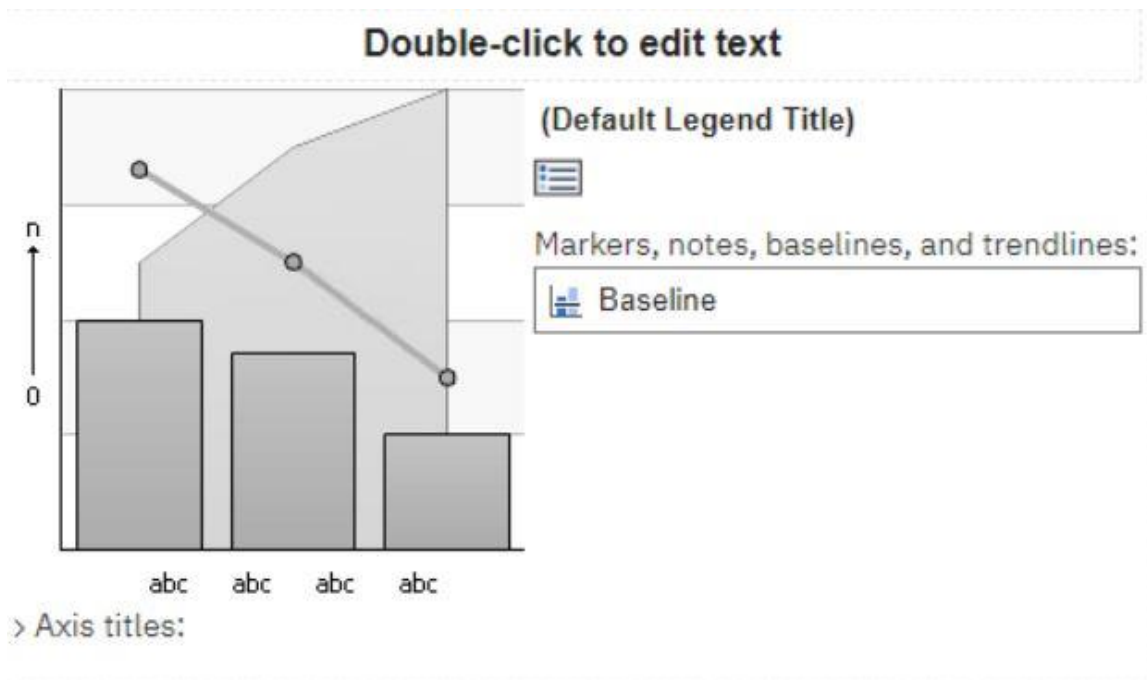 Double-click to edit text
(Default Legend Title)
n
Markers, notes, baselines, and trendlines:
Baseline
0
abc abc abc abc
> Axis titles: